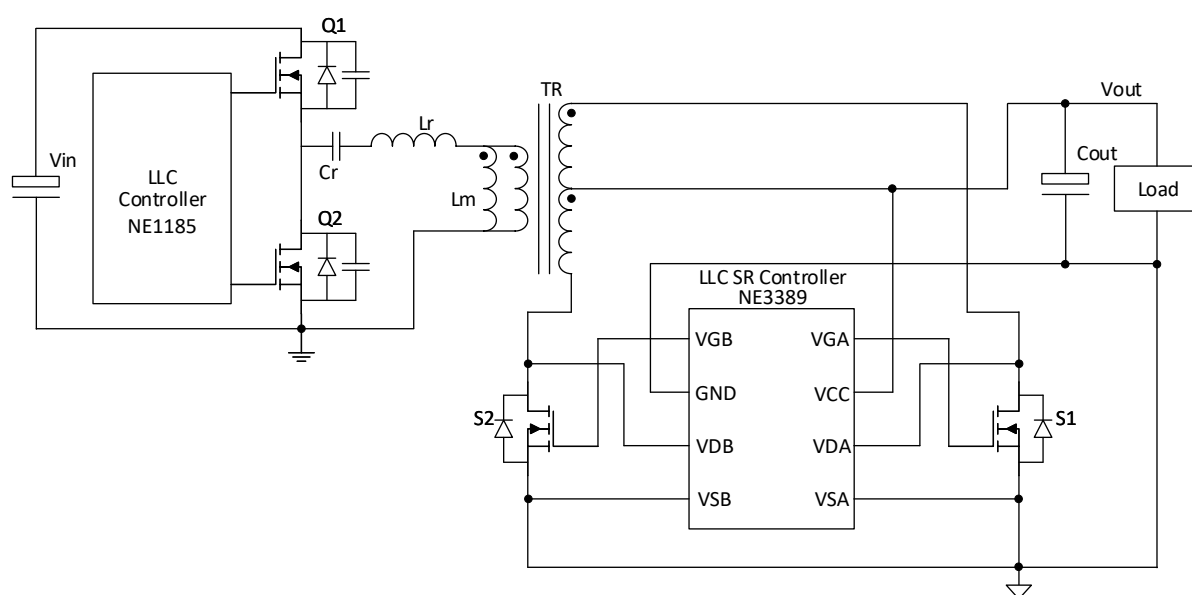 Q1
TR
Vout
Lr
Vin
Cr
Cout
LLC
Controller
NE1185
Load
Lm
Q2
LLC SR Controller
NE3389
VGB
VGA
GND
VCC
S2
S1
VDB
VDA
VSB
VSA